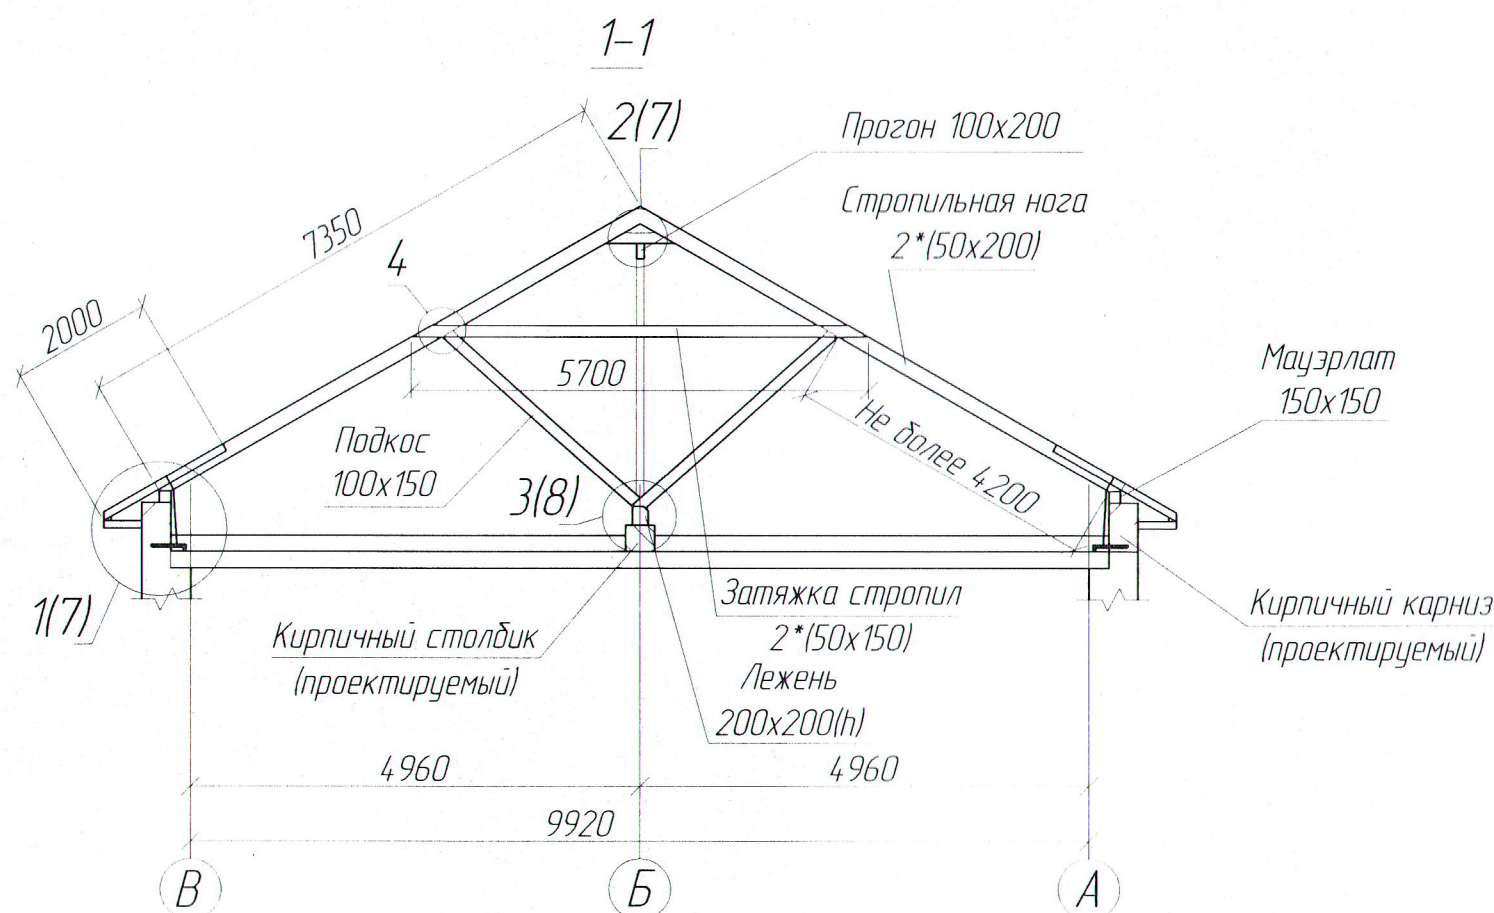 1-1
2(7)
Прогон 100х200
Стропильная нога
2*(50х200)
7350
4
2000
5700
Мауэрлат
150х150
Не более 4200
Подкос
100х150
3(8)
1(7)
Кирпичный столбик
(проектируемый)
Затяжка стропил
2*(50х150)
Лежень
200х200(h)
Кирпичный карниз
(проектируемый)
4960
4960
9920
В
Б
А